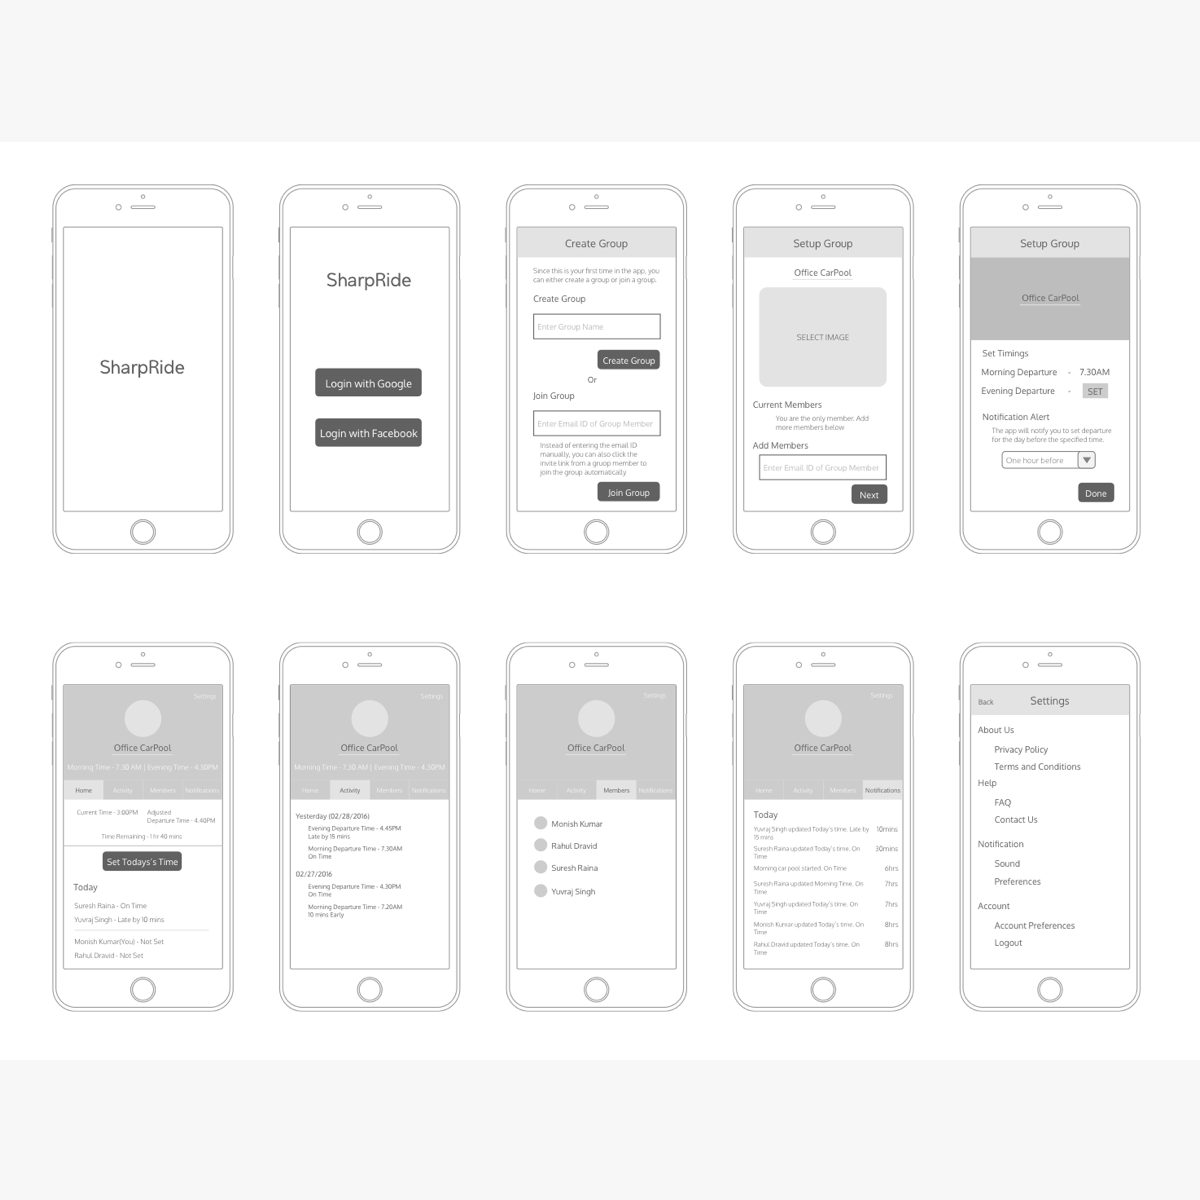 SharpRide
SharpRide
Login with Google
Login with Facebook
Create Group
Since this is your first time in the app, you
can either create a group or join a group.
Create Group
Enter Group Name
Create Group
Or
Join Group
Enter Email ID of Group Member
Instead of entering the email ID
manually, you can also click the
invite link from a gruop member to
join the group automatically
Join Group
Setup Group
Office CarPool
SELECT IMAGE
Current Members
You are the only member. Add
more members below
Add Members
Enter Email ID of Group Member
Next
Setup Group
Office CarPool
Set Timings
Morning Departure - 7.30AM
Evening Departure - SET
Notification Alert
The app will notify you to set departure
for the day before the specified time.
One hour before
Done
Settings
Office CarPool
Morning Time - 7.30 AM | Evening Time - 4.30PM
Home Activity Members Notifications
Current Time - 3:00PM Adjusted
Departure Time - 4.40PM
Time Remaining - 1 hr 40 mins
Set Todays's Time
Today
Suresh Raina - On Time
Yuvraj Singh - Late by 10 mins
Monish Kumar(You) - Not Set
Rahul Dravid - Not Set
Settings
Office CarPool
Morning Time - 7.30 AM | Evening Time - 4.30PM
Home Activity Members Notifications
Yesterday (02/28/2016)
Evening Departure Time - 4.45PM
Late by 15 mins
Morning Departure Time - 7.30AM
On Time
02/27/2016
Evening Departure Time - 4.30PM
On Time
Morning Departure Time - 7.20AM
10 mins Early
Settings
Office CarPool
Home Activity Members Notifications
Monish Kumar
Rahul Dravid
Suresh Raina
Yuvraj Singh
Settings
Office CarPool
Home Activity Members Notifications
Today
Yuvraj Singh updated Today's time. Late by 10mins
15 mins
Suresh Raina updated Today's time. On 30mins
Time
Morning car pool started. On Time 6hrs
Suresh Raina updated Morning Time. On 7hrs
Time
Yuvraj Singh updated Today's time. On 7hrs
Time
Monish Kumar updated Today's time. On 8hrs
Time
Rahul Dravid updated Today's time. On 8hrs
Time
Back Settings
About Us
Privacy Policy
Terms and Conditions
Help
FAQ
Contact Us
Notification
Sound
Preferences
Account
Account Preferences
Logout